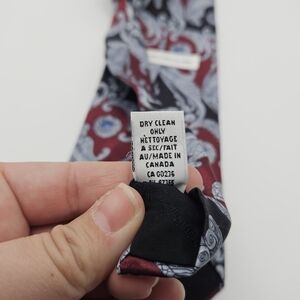 DRY CLEAN
ONLY
NETTOYAGE
A SEC/FAIT
AU/MADE IN
CANADA
CA 00236